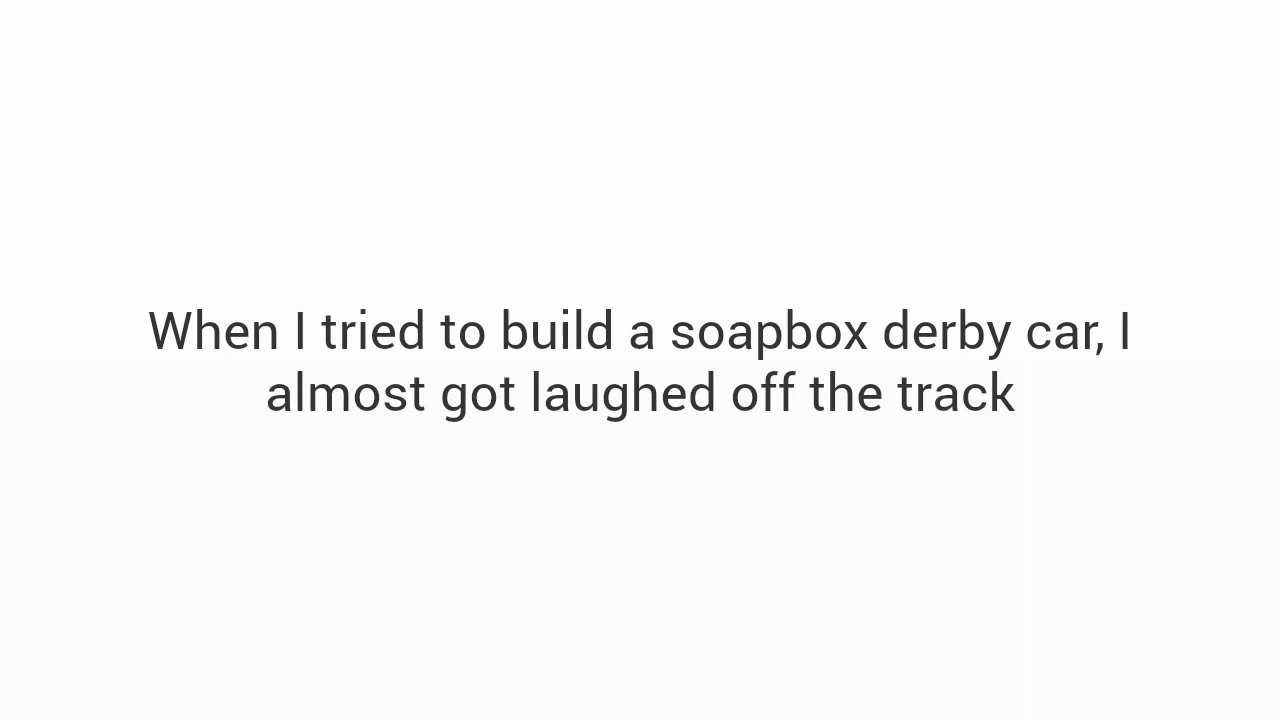 When I tried to build a soapbox derby car, I
almost got laughed off the track